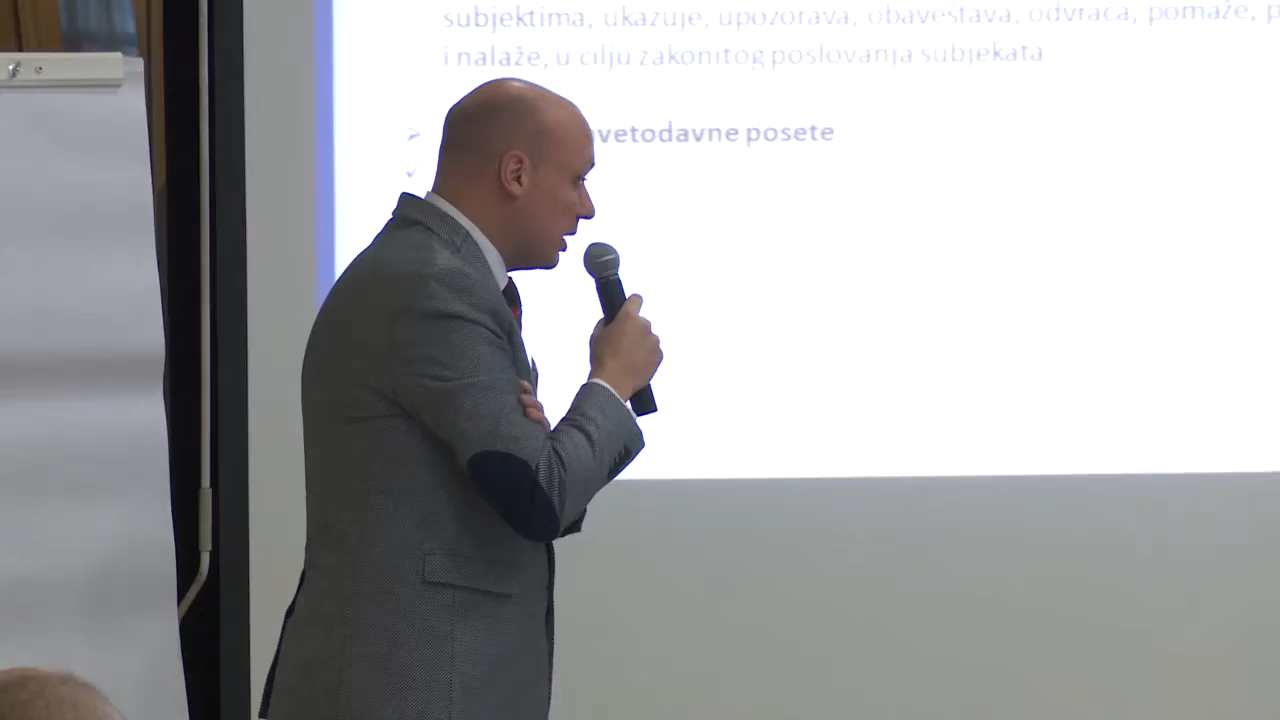 subjektima, ukazuje, upozorava, obaveštava, odvraća, pomaže,
i nalaže, u cilju zakonitog poslovanja subjekata
vetodavne posete